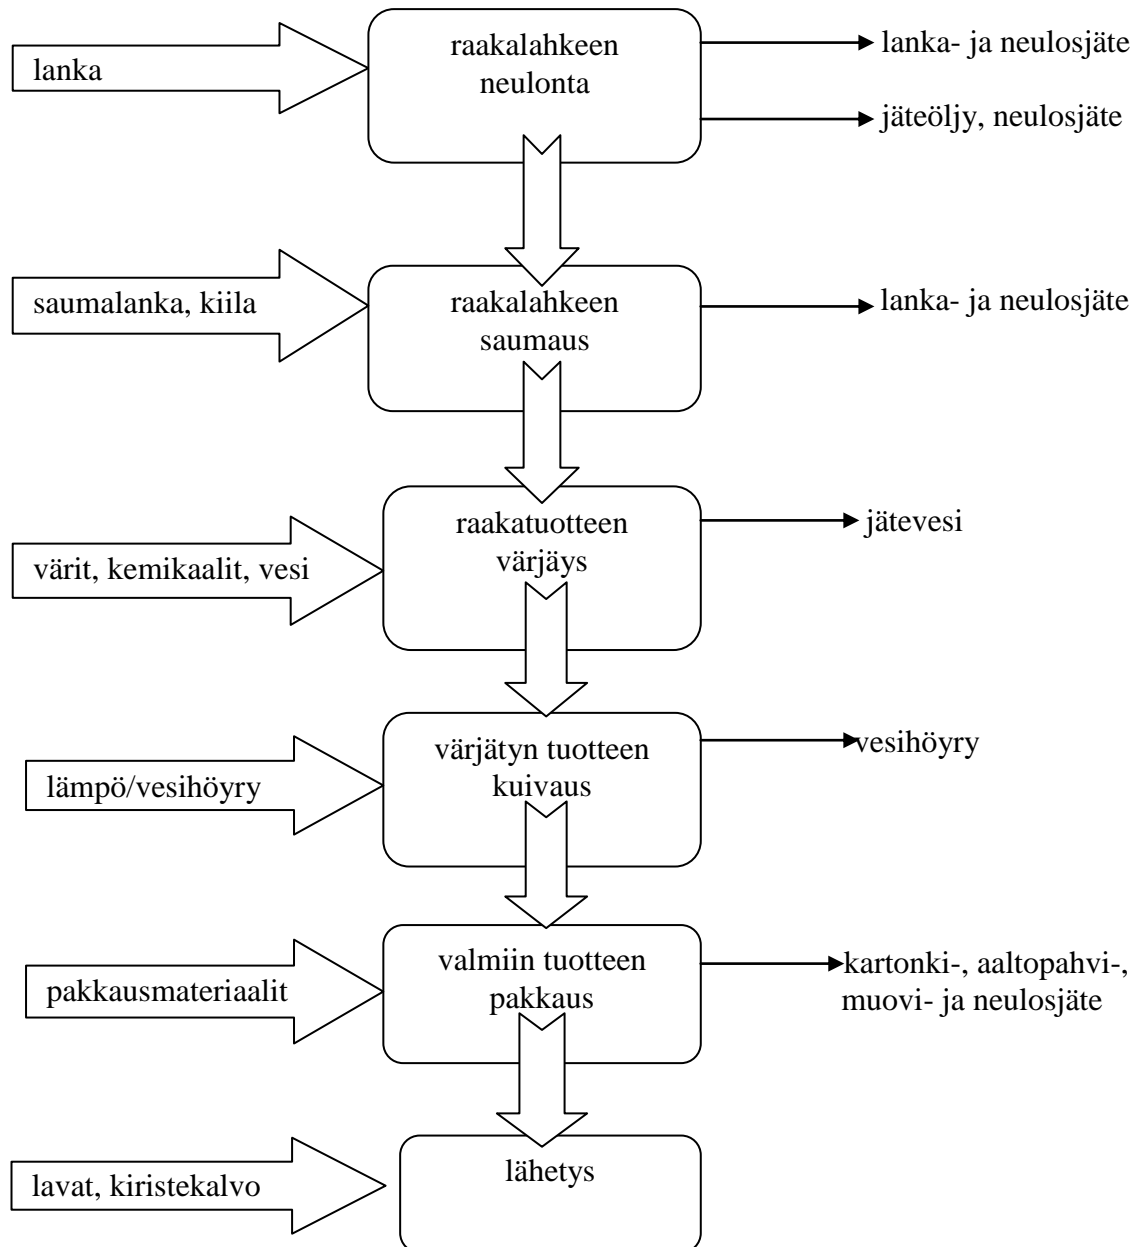 lanka
raakalahkeen
neulonta
lanka- ja neulosjäte
jäteöljy, neulosjäte
saumalanka, kiila
raakalahkeen
saumaus
lanka- ja neulosjäte
värit, kemikaalit, vesi
raakatuotteen
värjäys
jätevesi
lämpö/vesihöyry
värjätyn tuotteen
kuivaus
vesihöyry
pakkausmateriaalit
valmiin tuotteen
pakkaus
kartonki-, aaltopahvi-,
muovi- ja neulosjäte
lavat, kiristekalvo
lähetys